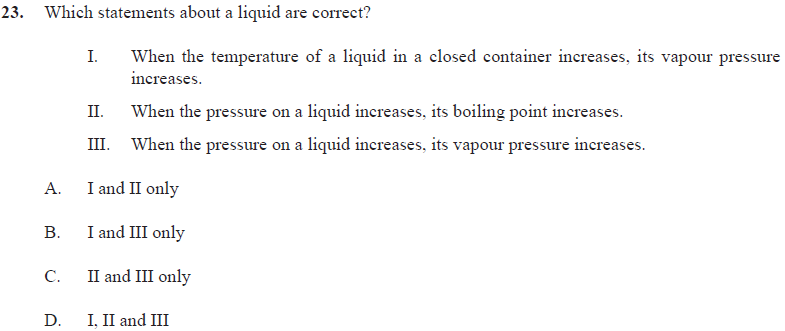 23. Which statements about a liquid are correct?
I. When the temperature of a liquid in a closed container increases, its vapour pressure
increases.
II. When the pressure on a liquid increases, its boiling point increases.
III. When the pressure on a liquid increases, its vapour pressure increases.
A. I and II only
B. I and III only
C. II and III only
D. I, II and III